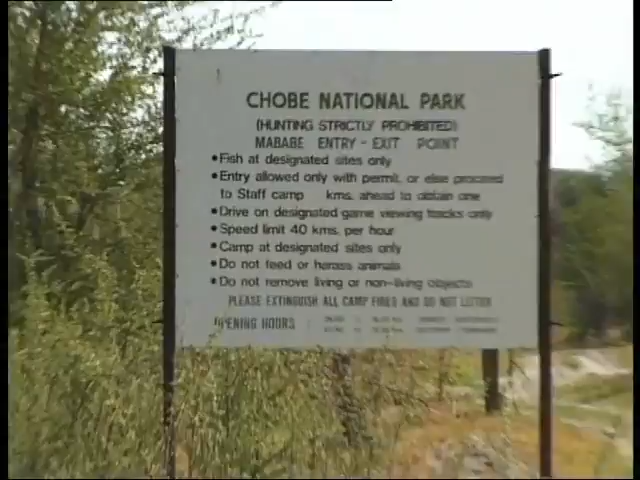 CHOBE NATIONAL PARK
(HUNTING STRICTLY PROHIBITED)
MABABE ENTRY - EXIT POINT
•Fish at designated sites only
•Entry allowed only with permit, or else proceed
to Staff camp kms. ahead to obtain one
•Drive on designated game viewing tracks only
•Speed limit 40 kms. per hour
•Camp at designated sites only
•Do not feed or harass animals
•Do not remove living or non-living objects
PLEASE EXTINGUISH ALL CAMP FIRES AND DO NOT LITTER
OPENING HOURS